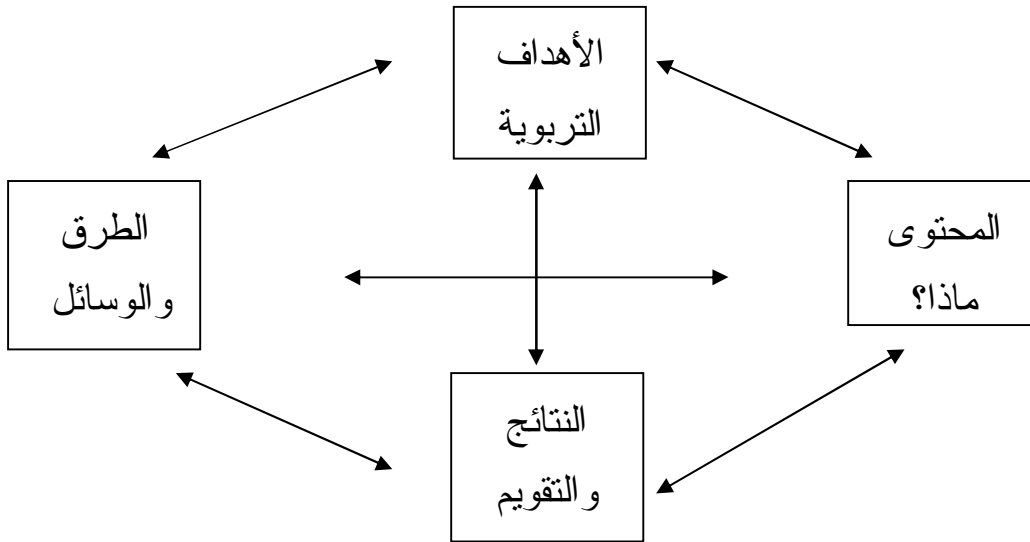 الأهداف
التربوية
المحتوى
ماذا؟
الطرق
والوسائل
النتائج
والتقويم